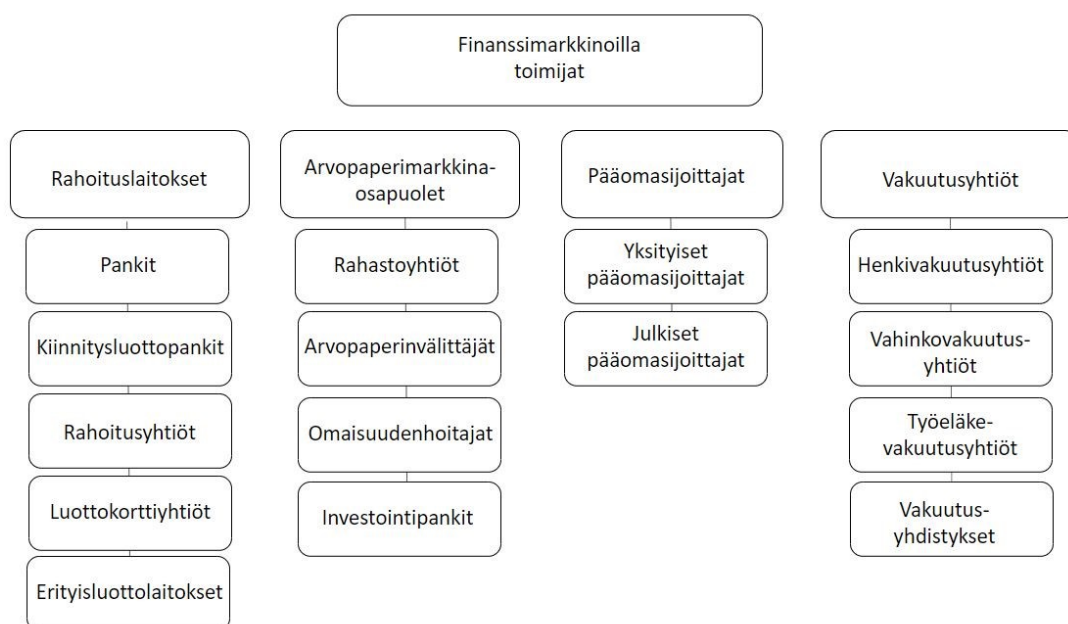 Finanssimarkkinoilla
toimijat
Rahoituslaitokset
Pankit
Kiinnitysluottopankit
Rahoitusyhtiöt
Luottokorttiyhtiöt
Erityisluottolaitokset
Arvopaperimarkkina-
osapuolet
Rahastoyhtiöt
Arvopaperinvälittäjät
Omaisuudenhoitajat
Investointipankit
Pääomasijoittajat
Yksityiset
pääomasijoittajat
Julkiset
pääomasijoittajat
Vakuutusyhtiöt
Henkivakuutusyhtiöt
Vahinkovakuutus-
yhtiöt
Työeläke-
vakuutusyhtiöt
Vakuutus-
yhdistykset